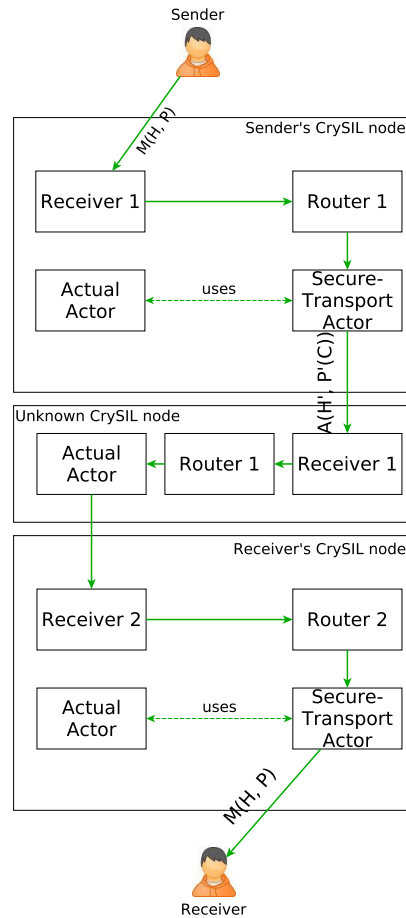 Sender
M(H, P)
Sender's CrySIL node
Receiver 1
Router 1
Actual
Actor
uses
Secure-
Transport
Actor
A(H', P'(C))
Unknown CrySIL node
Actual
Actor
Router 1
Receiver 1
Receiver's CrySIL node
Receiver 2
Router 2
Actual
Actor
uses
Secure-
Transport
Actor
M(H, P)
Receiver